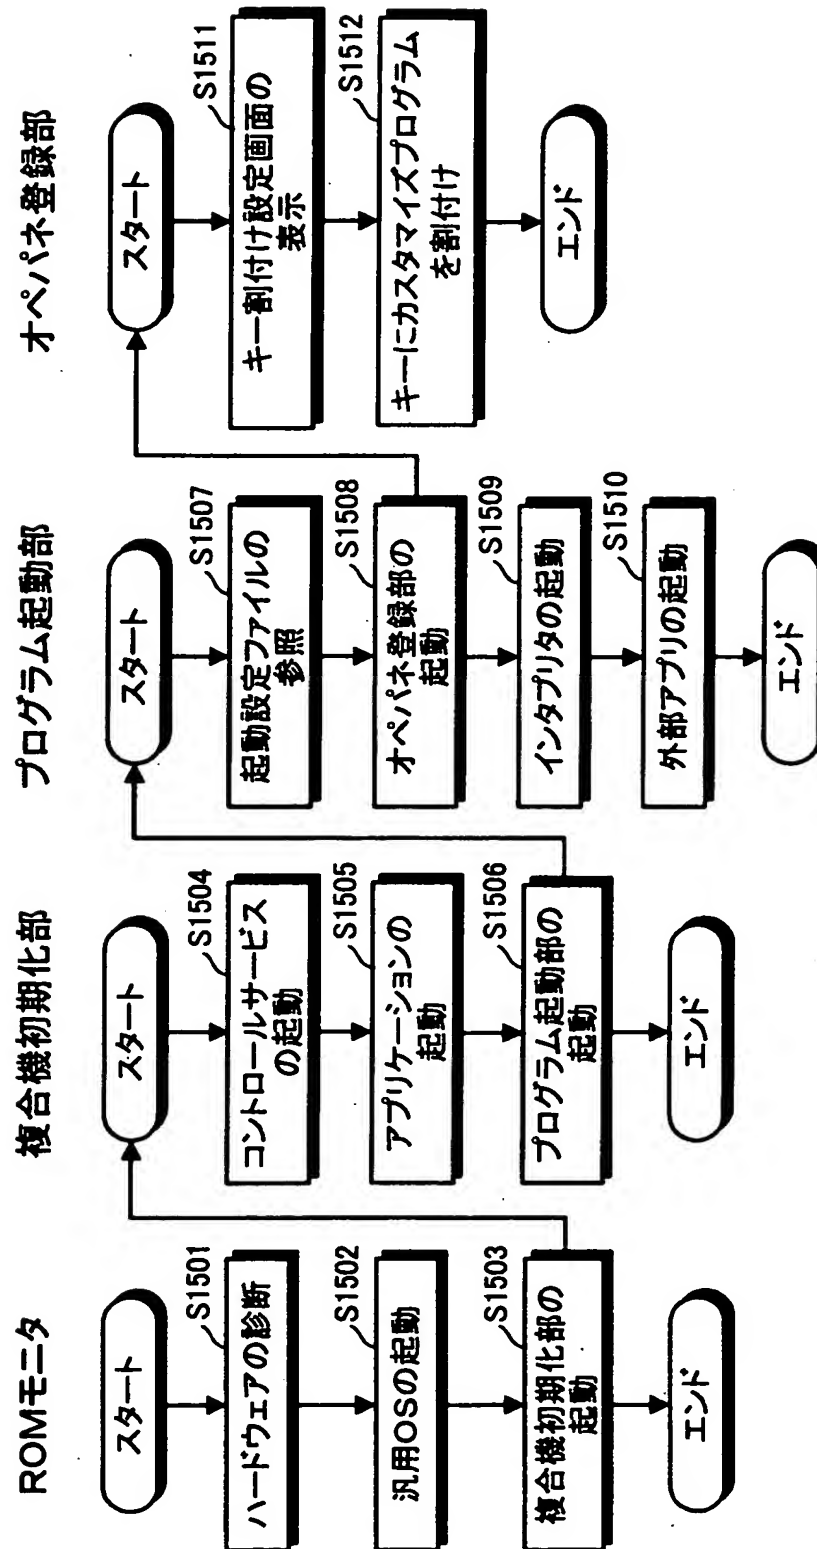 ROMモニタ
スタート
S1501
ハードウェアの診断
S1502
汎用OSの起動
S1503
複合機初期化部の
起動
エンド
複合機初期化部
スタート
S1504
コントロールサービス
の起動
S1505
アプリケーションの
起動
S1506
プログラム起動部の
起動
エンド
プログラム起動部
スタート
S1507
起動設定ファイルの
参照
S1508
オペパネ登録部の
起動
S1509
インタプリタの起動
S1510
外部アプリの起動
エンド
オペパネ登録部
スタート
S1511
キー割付け設定画面の
表示
S1512
キーにカスタマイズプログラム
を割付け
エンド